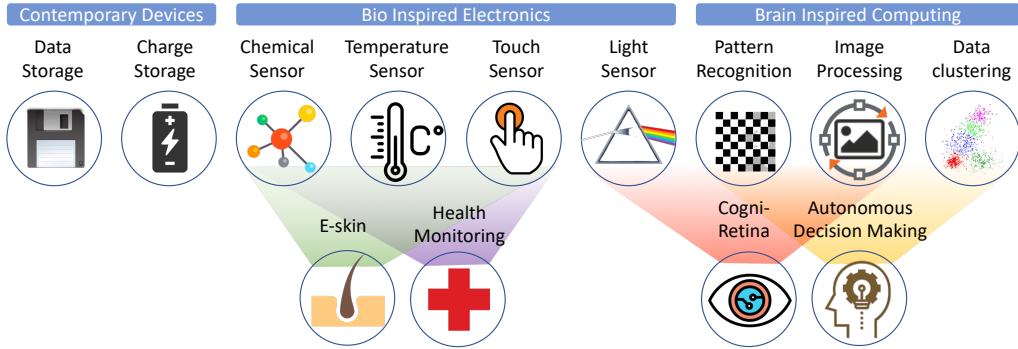 Contemporary Devices
Bio Inspired Electronics
Brain Inspired Computing
Data
Storage
Charge
Storage
Chemical
Sensor
Temperature
Sensor
Touch
Sensor
Light
Sensor
Pattern
Recognition
Image
Processing
Data
clustering
C°
E-skin
Health
Monitoring
Cogni-
Retina
Autonomous
Decision Making